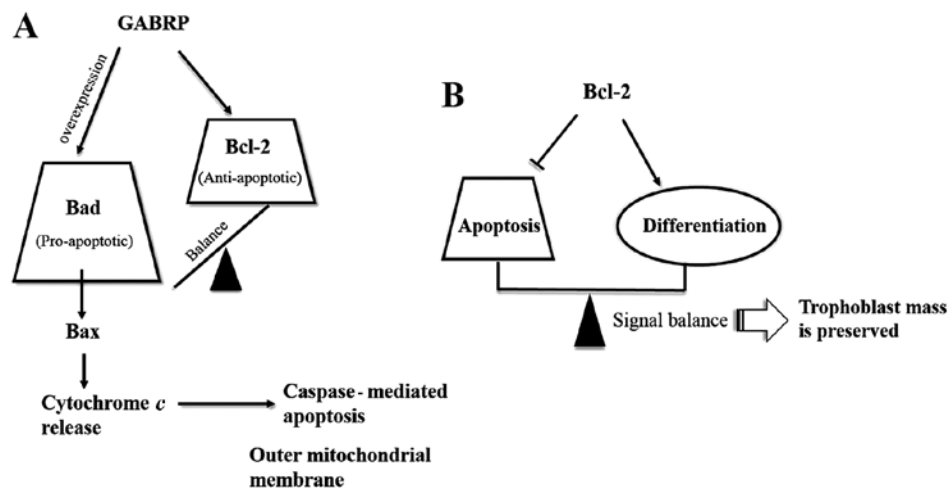 A
GABRP
overexpression
Bcl-2
(Anti-apoptotic)
Bad
(Pro-apoptotic)
Balance
Bax
Cytochrome c
release
Caspase - mediated
apoptosis
Outer mitochondrial
membrane
B
Bcl-2
Apoptosis
Differentiation
Signal balance
Trophoblast mass
is preserved